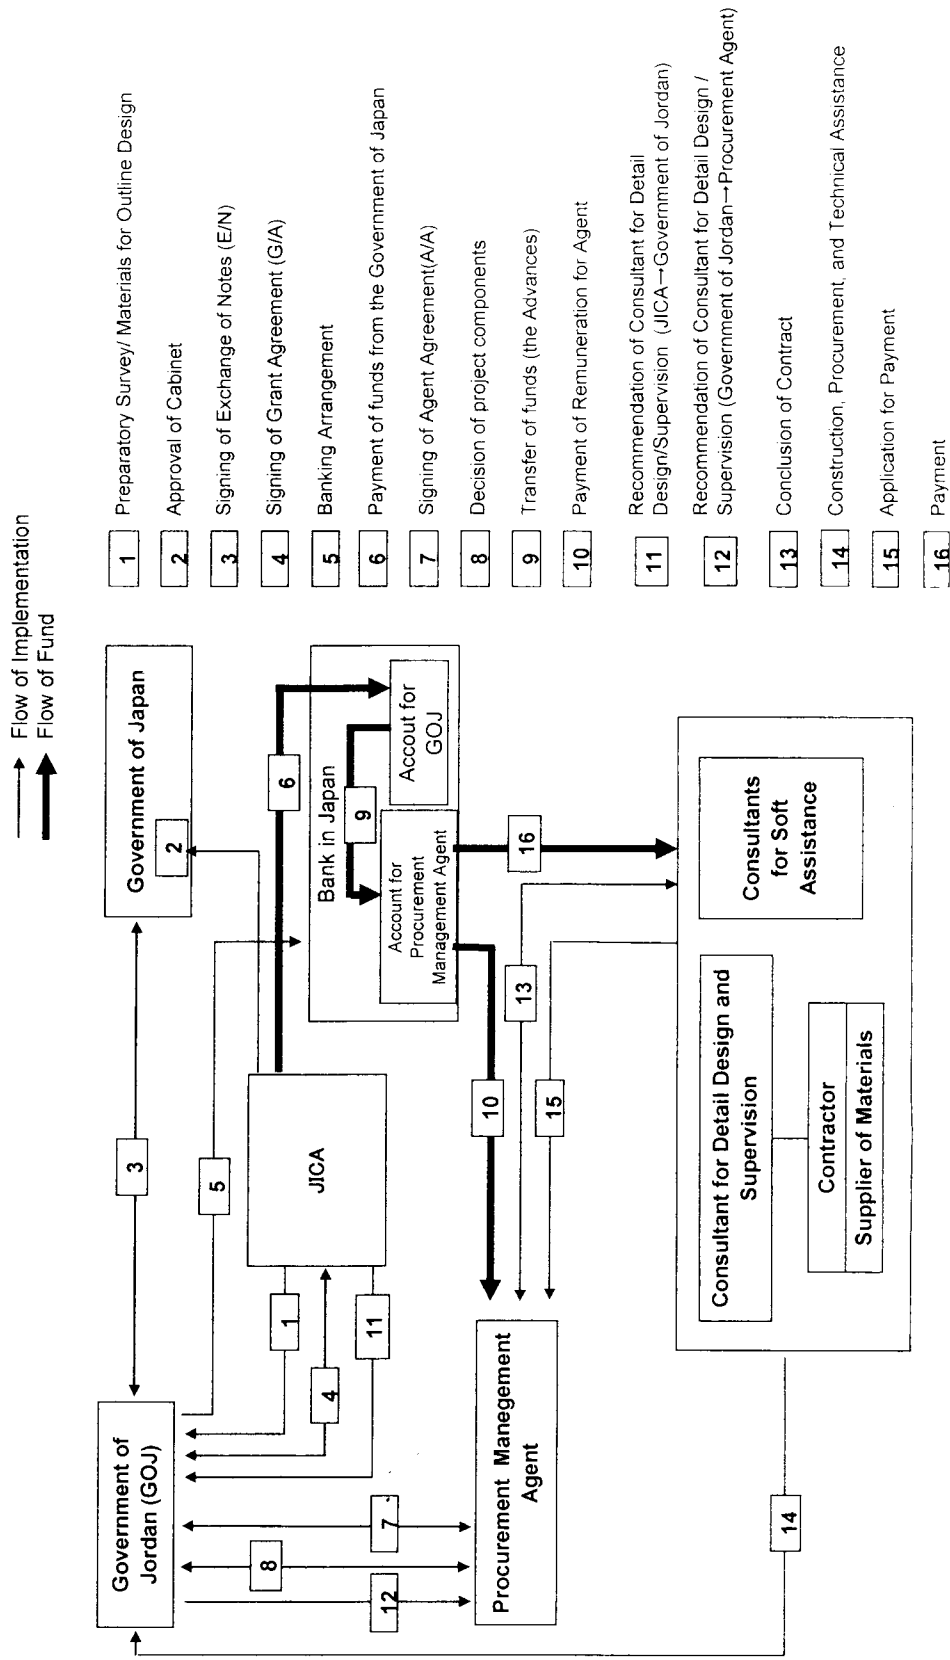 Flow of Implementation
Flow of Fund
Government of
Jordan (GOJ)
3
Government of Japan
2
5
1
4
11
JICA
6
Bank in Japan
9
Account for
Procurement
Management Agent
Accout for
GOJ
7
8
12
Procurement Manegement
Agent
10
13
15
16
Consultant for Detail Design and
Supervision
Contractor
Supplier of Materials
Consultants
for Soft
Assistance
14
1 Preparatory Survey/ Materials for Outline Design
2 Approval of Cabinet
3 Signing of Exchange of Notes (E/N)
4 Signing of Grant Agreement (G/A)
5 Banking Arrangement
6 Payment of funds from the Government of Japan
7 Signing of Agent Agreement(A/A)
8 Decision of project components
9 Transfer of funds (the Advances)
10 Payment of Remuneration for Agent
11 Recommendation of Consultant for Detail
Design/Supervision (JICA→Government of Jordan)
12 Recommendation of Consultant for Detail Design /
Supervision (Government of Jordan→Procurement Agent)
13 Conclusion of Contract
14 Construction, Procurement, and Technical Assistance
15 Application for Payment
16 Payment